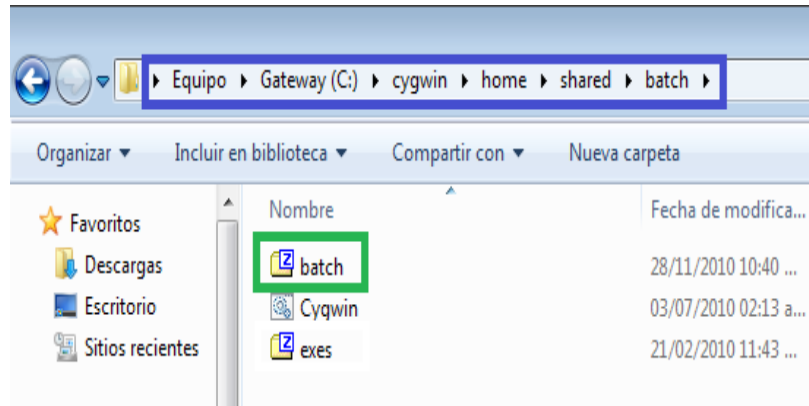 Equipo Gateway (C:) cygwin home shared batch
Organizar Incluir en biblioteca Compartir con Nueva carpeta
Favoritos
Descargas
Escritorio
Sitios recientes
Nombre Fecha de modifica...
batch 28/11/2010 10:40 ...
Cygwin 03/07/2010 02:13 a...
exes 21/02/2010 11:43 ...